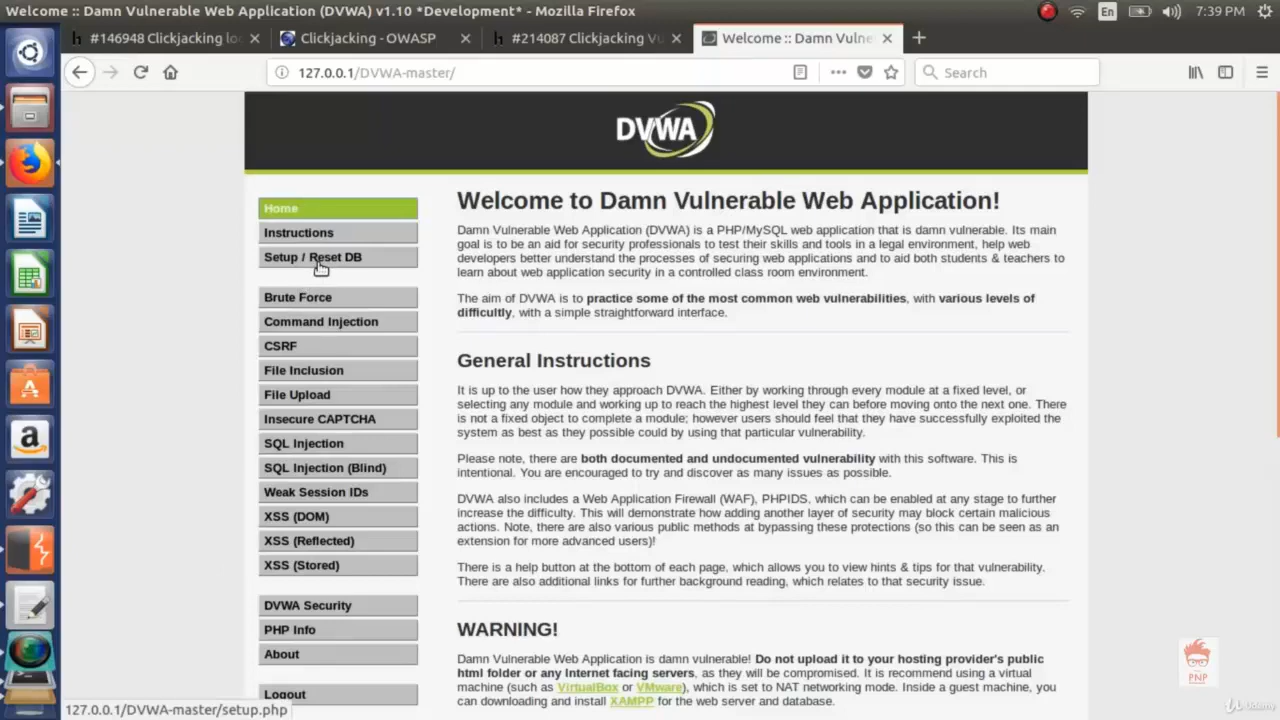 Welcome :: Damn Vulnerable Web Application (DVWA) v1.10 *Development* - Mozilla Firefox
En
7:39 PM
#146948 Clickjacking lo
Clickjacking - OWASP
#214087 Clickjacking Vu
Welcome :: Damn Vulne
127.0.0.1/DVWA-master/
Search
DVWA
Home
Instructions
Setup / Reset DB
Brute Force
Command Injection
CSRF
File Inclusion
File Upload
Insecure CAPTCHA
SQL Injection
SQL Injection (Blind)
Weak Session IDs
XSS (DOM)
XSS (Reflected)
XSS (Stored)
DVWA Security
PHP Info
About
Logout
Welcome to Damn Vulnerable Web Application!
Damn Vulnerable Web Application (DVWA) is a PHP/MySQL web application that is damn vulnerable. Its main
goal is to be an aid for security professionals to test their skills and tools in a legal environment, help web
developers better understand the processes of securing web applications and to aid both students & teachers to
learn about web application security in a controlled class room environment.
The aim of DVWA is to practice some of the most common web vulnerabilities, with various levels of
difficultly, with a simple straightforward interface.
General Instructions
It is up to the user how they approach DVWA. Either by working through every module at a fixed level, or
selecting any module and working up to reach the highest level they can before moving onto the next one. There
is not a fixed object to complete a module; however users should feel that they have successfully exploited the
system as best as they possible could by using that particular vulnerability.
Please note, there are both documented and undocumented vulnerability with this software. This is
intentional. You are encouraged to try and discover as many issues as possible.
DVWA also includes a Web Application Firewall (WAF), PHPIDS, which can be enabled at any stage to further
increase the difficulty. This will demonstrate how adding another layer of security may block certain malicious
actions. Note, there are also various public methods at bypassing these protections (so this can be seen as an
extension for more advanced users)!
There is a help button at the bottom of each page, which allows you to view hints & tips for that vulnerability.
There are also additional links for further background reading, which relates to that security issue.
WARNING!
Damn Vulnerable Web Application is damn vulnerable! Do not upload it to your hosting provider's public
html folder or any Internet facing servers, as they will be compromised. It is recommend using a virtual
machine (such as VirtualBox or VMware), which is set to NAT networking mode. Inside a guest machine, you
can downloading and install XAMPP for the web server and database.
127.0.0.1/DVWA-master/setup.php
PNP
Udemy